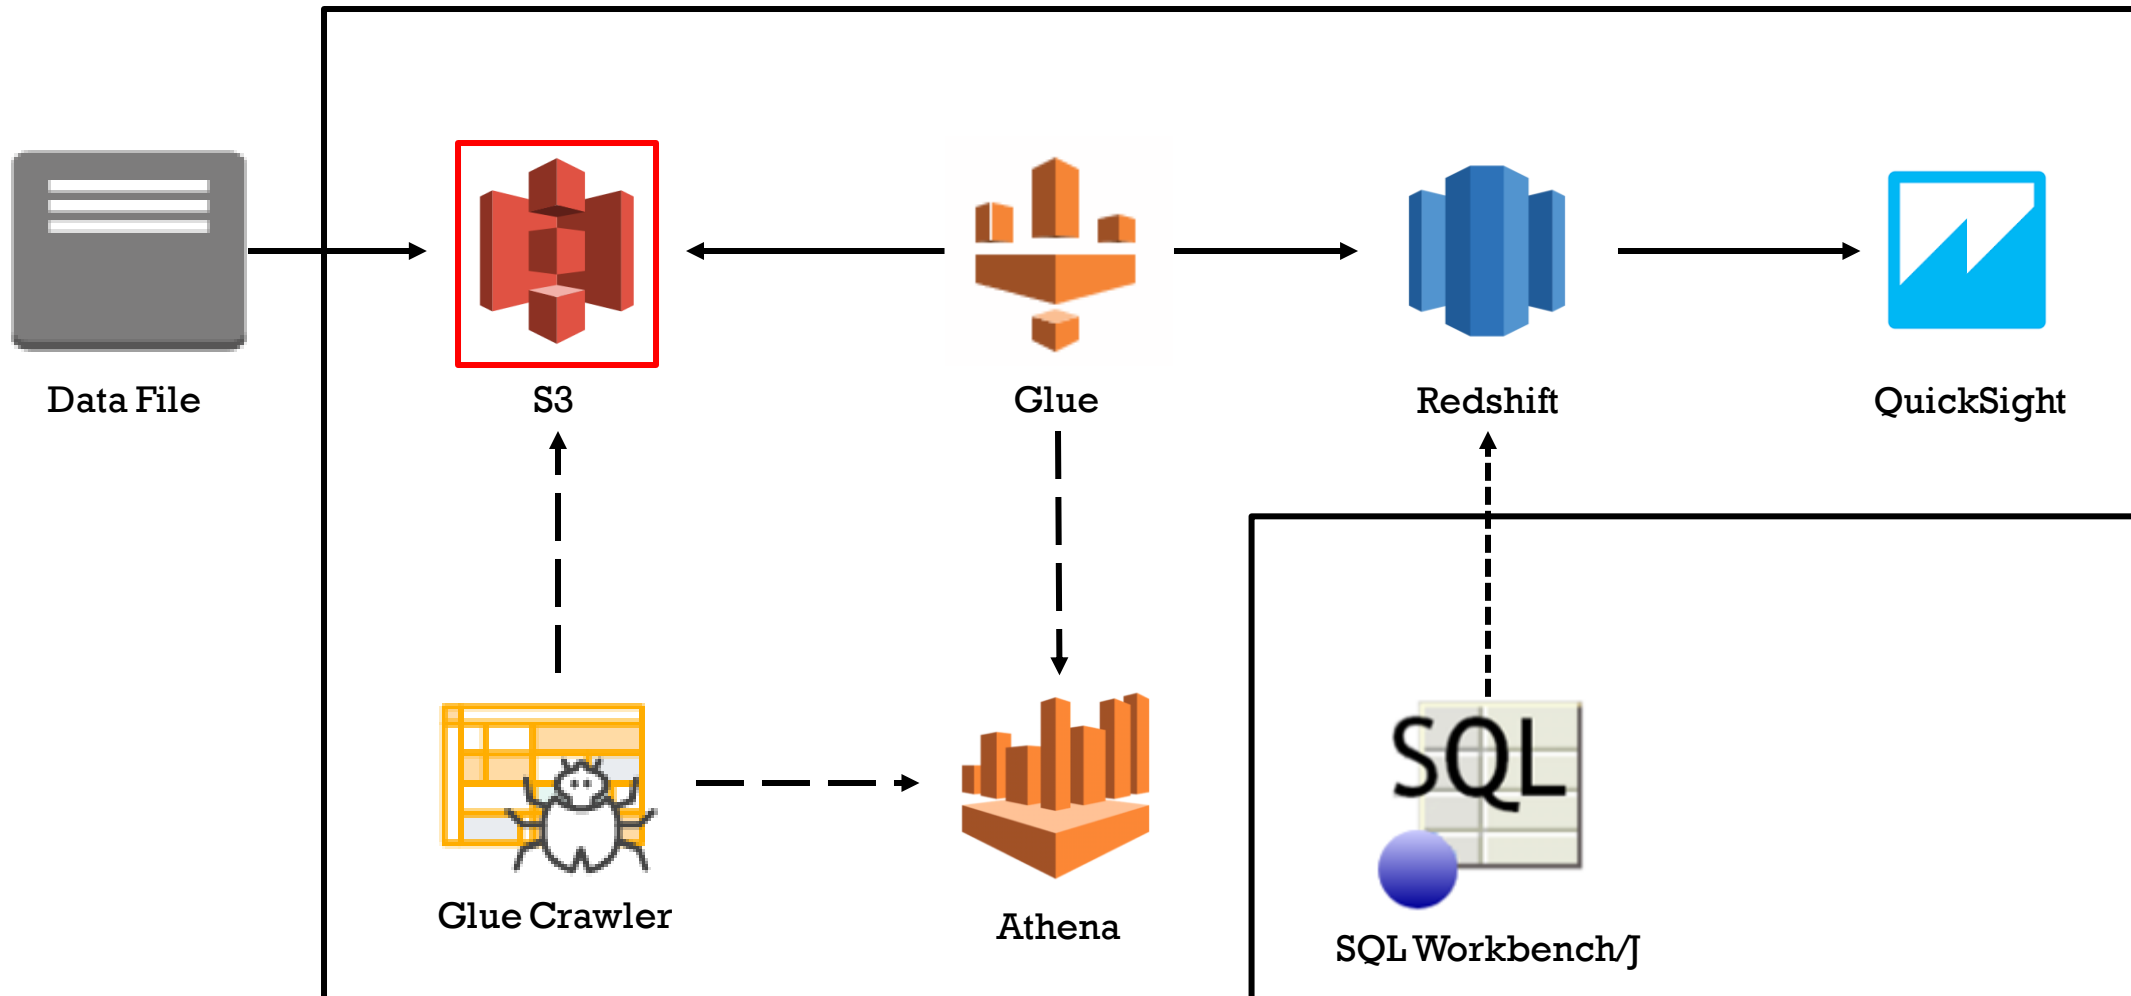 Data File
S3
Glue
Redshift
QuickSight
Glue Crawler
Athena
SQL
SQL Workbench/J